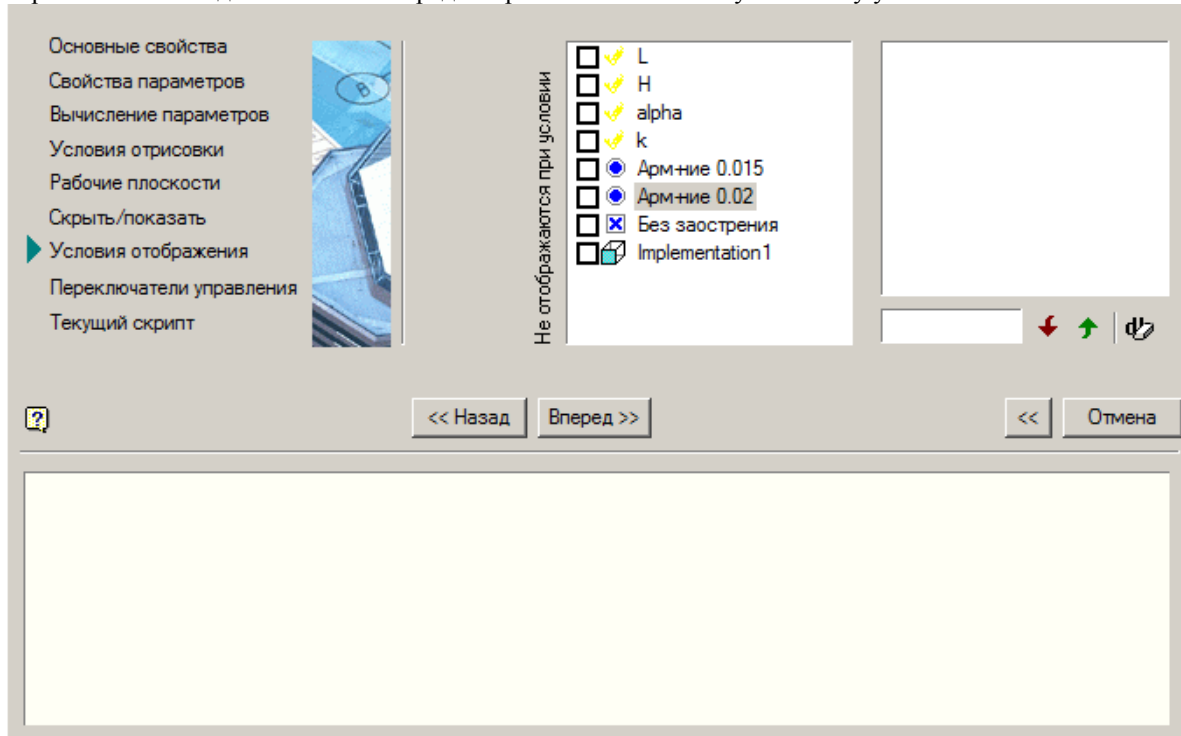 Основные свойства
Свойства параметров
Вычисление параметров
Условия отрисовки
Рабочие плоскости
Скрыть/показать
Условия отображения
Переключатели управления
Текущий скрипт
Не отображаются при условии
L
H
alpha
k
Арм-ние 0.015
Арм-ние 0.02
Без заострения
Implementation1
<< Назад
Вперед >>
<<
Отмена